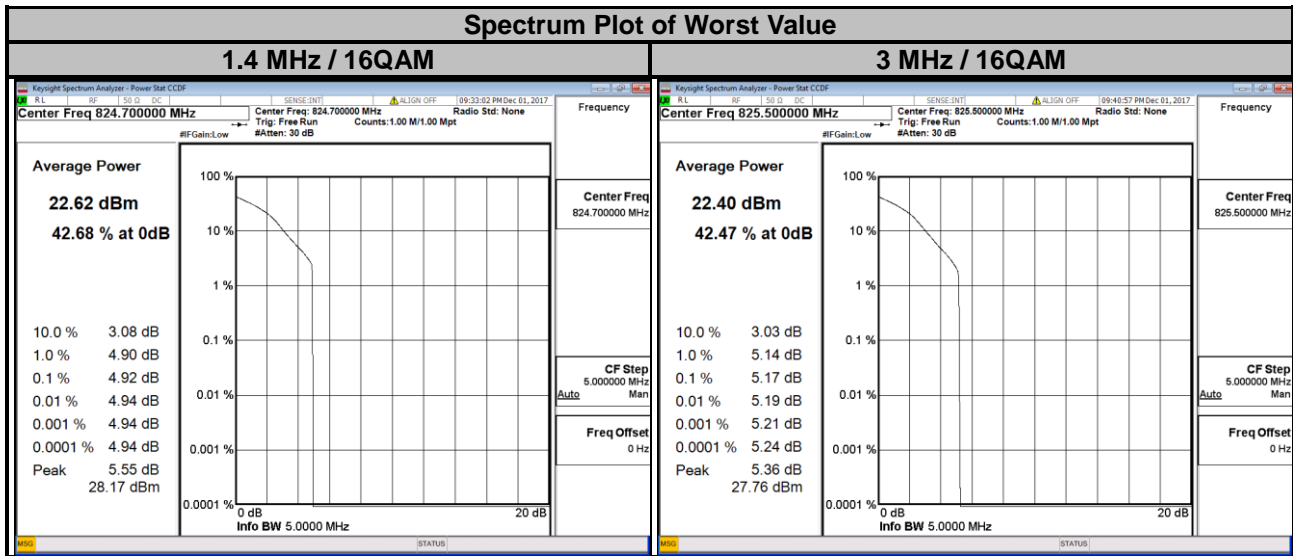 Spectrum Plot of Worst Value
1.4 MHz / 16QAM
3 MHz / 16QAM
Keysight Spectrum Analyzer - Power Stat CCDF
RL RF 50 Ω DC SENSE:INT ALIGN OFF 09:33:02 PM Dec 01, 2017
Center Freq 824.700000 MHz
Center Freq: 824.700000 MHz Radio Std: None
Trig: Free Run Counts:1.00 M/1.00 Mpt
#IFGain:Low #Atten: 30 dB
Frequency
Average Power
22.62 dBm
42.68 % at 0dB
10.0 % 3.08 dB
1.0 % 4.90 dB
0.1 % 4.92 dB
0.01 % 4.94 dB
0.001 % 4.94 dB
0.0001 % 4.94 dB
Peak 5.55 dB
28.17 dBm
100 %
10 %
1 %
0.1 %
0.01 %
0.001 %
0.0001 %
0 dB 20 dB
Info BW 5.0000 MHz
Center Freq
824.700000 MHz
CF Step
5.000000 MHz
Auto Man
Freq Offset
0 Hz
MSG STATUS
Keysight Spectrum Analyzer - Power Stat CCDF
RL RF 50 Ω DC SENSE:INT ALIGN OFF 09:40:57 PM Dec 01, 2017
Center Freq 825.500000 MHz
Center Freq: 825.500000 MHz Radio Std: None
Trig: Free Run Counts:1.00 M/1.00 Mpt
#IFGain:Low #Atten: 30 dB
Frequency
Average Power
22.40 dBm
42.47 % at 0dB
10.0 % 3.03 dB
1.0 % 5.14 dB
0.1 % 5.17 dB
0.01 % 5.19 dB
0.001 % 5.21 dB
0.0001 % 5.24 dB
Peak 5.36 dB
27.76 dBm
100 %
10 %
1 %
0.1 %
0.01 %
0.001 %
0.0001 %
0 dB 20 dB
Info BW 5.0000 MHz
Center Freq
825.500000 MHz
CF Step
5.000000 MHz
Auto Man
Freq Offset
0 Hz
MSG STATUS